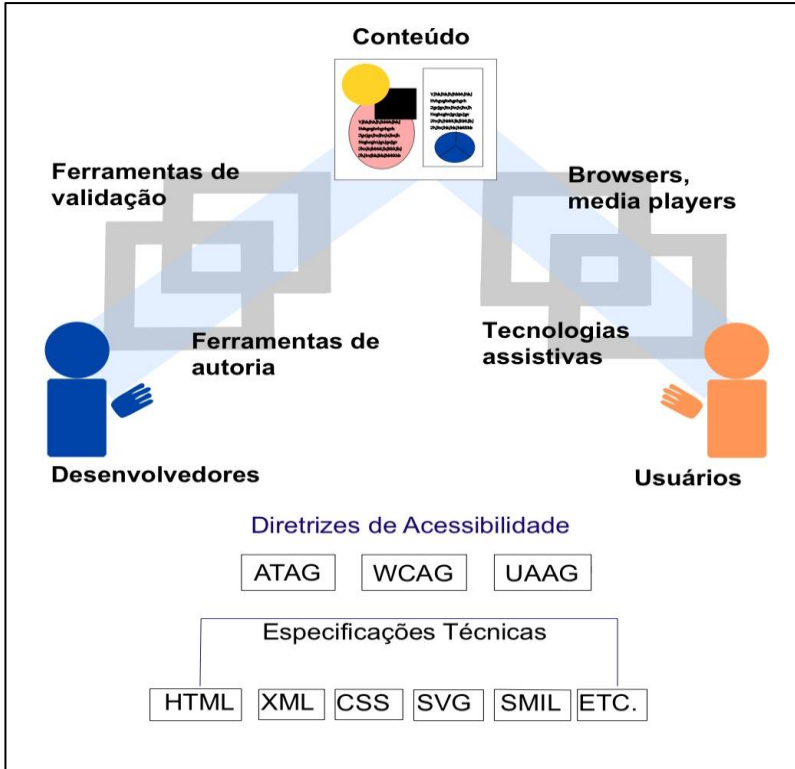 Conteúdo
Ferramentas de
validação
Browsers,
media players
Ferramentas de
autoria
Tecnologias
assistivas
Desenvolvedores
Usuários
Diretrizes de Acessibilidade
ATAG
WCAG
UAAG
Especificações Técnicas
HTML
XML
CSS
SVG
SMIL
ETC.